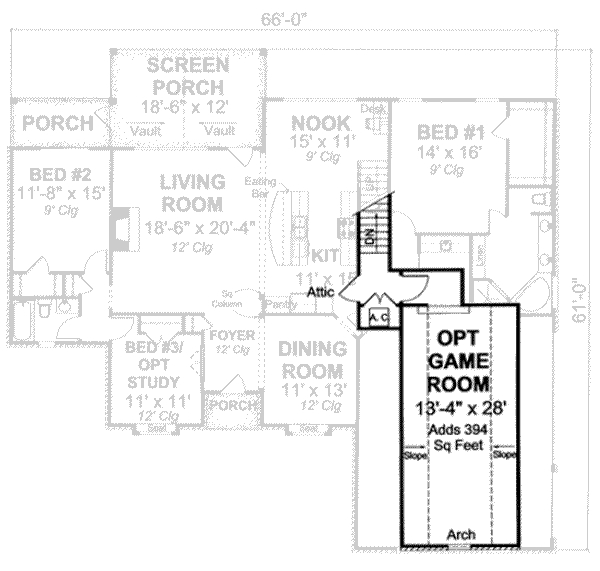 66'-0"
SCREEN
PORCH
18'-6" x 12'
Vault
Vault
PORCH
NOOK
15' x 11'
9' Clg
Desk
BED #1
14' x 16'
9' Clg
BED #2
11'-8" x 15'
9' Clg
LIVING
ROOM
18'-6" x 20'-4"
12' Clg
Eating
Bar
UP
DN
KIT
11' x 15'
Linen
61'-0"
Attic
A.C.
Sq
Column
Pantry
FOYER
12' Clg
BED #3/
OPT
STUDY
11' x 11'
12' Clg
Seat
PORCH
DINING
ROOM
11' x 13'
12' Clg
Seat
OPT
GAME
ROOM
13'-4" x 28'
Adds 394
Sq Feet
Slope
Slope
Arch